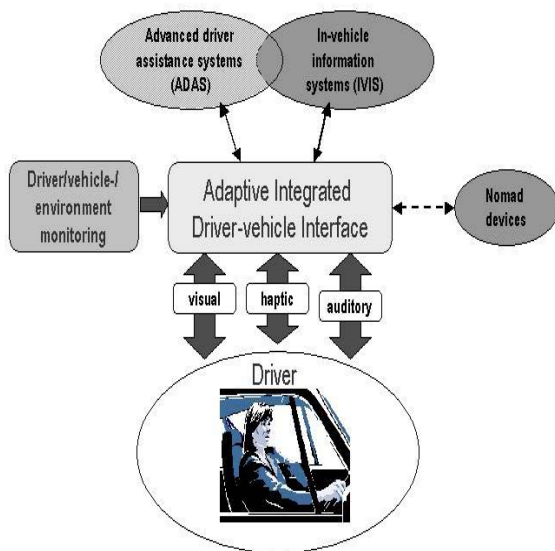 Advanced driver
assistance systems
(ADAS)
In-vehicle
information
systems (IVIS)
Driver/vehicle-/
environment
monitoring
Adaptive Integrated
Driver-vehicle Interface
Nomad
devices
visual
haptic
auditory
Driver